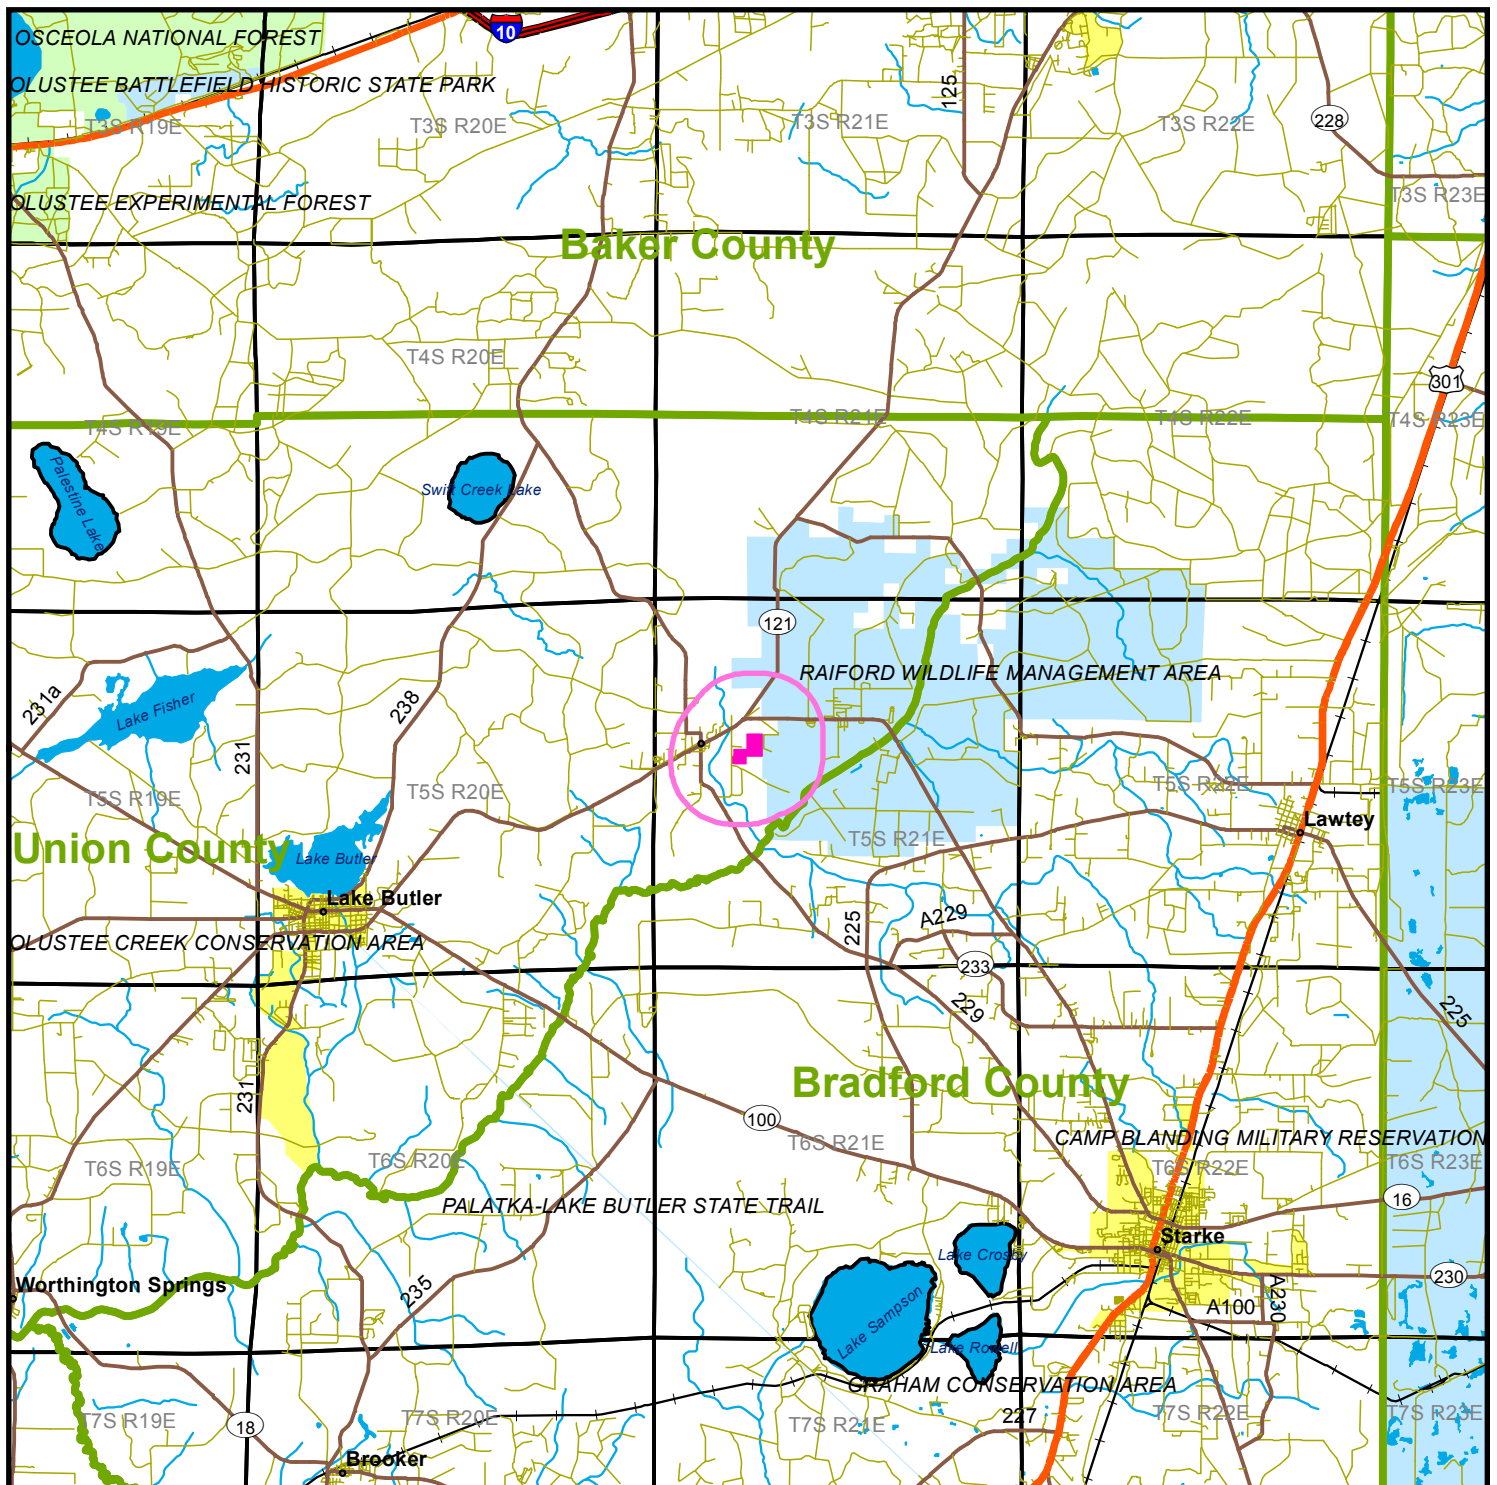 10
OSCEOLA NATIONAL FOREST
OLUSTEE BATTLEFIELD HISTORIC STATE PARK
125
T3S R19E
T3S R20E
T3S R21E
T3S R22E
228
T3S R23E
OLUSTEE EXPERIMENTAL FOREST
Baker County
T4S R20E
301
T4S R19E
T4S R21E
T4S R22E
T4S R23E
Palestine Lake
Swift Creek Lake
121
RAIFORD WILDLIFE MANAGEMENT AREA
231a
Lake Fisher
238
231
T5S R19E
T5S R20E
T5S R22E
T5S R23E
Lawtey
T5S R21E
Union County
Lake Butler
Lake Butler
225
A229
OLUSTEE CREEK CONSERVATION AREA
233
229
225
Bradford County
231
100
T6S R21E
CAMP BLANDING MILITARY RESERVATION
T6S R19E
T6S R20E
T6S R22E
T6S R23E
PALATKA-LAKE BUTLER STATE TRAIL
16
Starke
Lake Crosby
Worthington Springs
235
230
Lake Sampson
A100
A230
Lake Rowell
GRAHAM CONSERVATION AREA
T7S R19E
18
T7S R20E
T7S R21E
227
T7S R22E
T7S R23E
Brooker